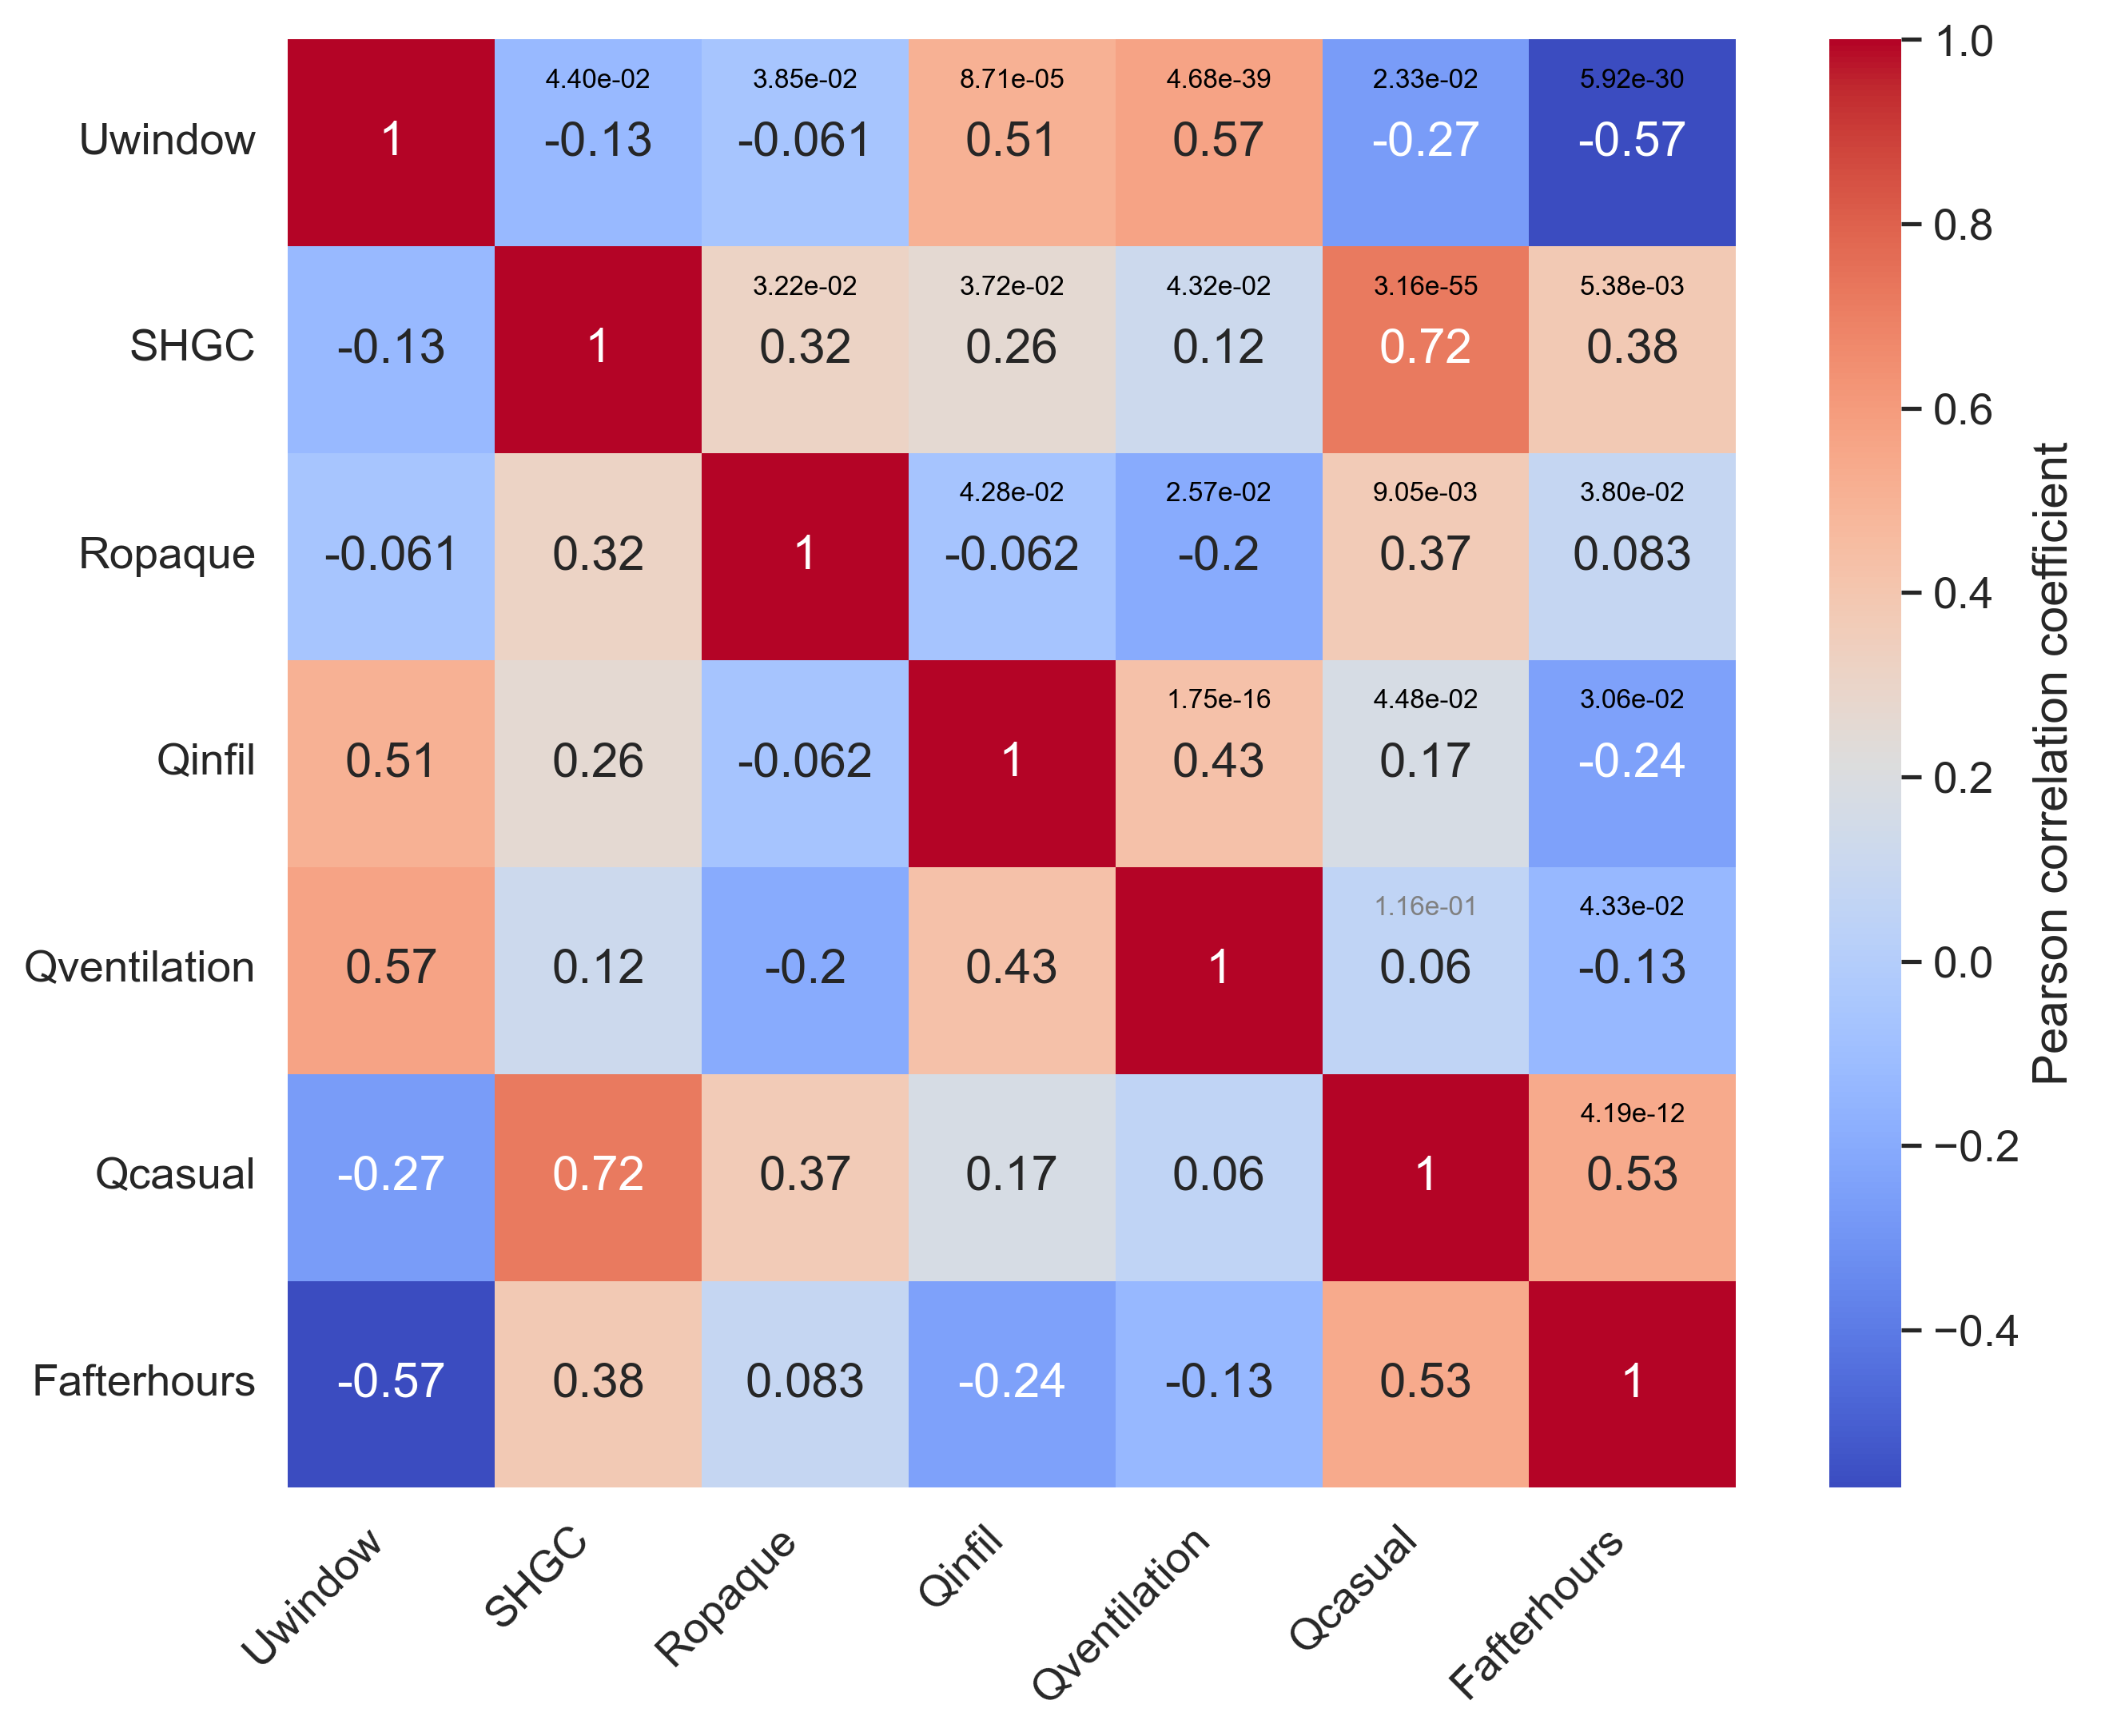 4.40e-02 3.85e-02 8.71e-05 4.68e-39 2.33e-02 5.92e-30
Uwindow 1 -0.13 -0.061 0.51 0.57 -0.27 -0.57
3.22e-02 3.72e-02 4.32e-02 3.16e-55 5.38e-03
SHGC -0.13 1 0.32 0.26 0.12 0.72 0.38
4.28e-02 2.57e-02 9.05e-03 3.80e-02
Ropaque -0.061 0.32 1 -0.062 -0.2 0.37 0.083
1.75e-16 4.48e-02 3.06e-02
Qinfil 0.51 0.26 -0.062 1 0.43 0.17 -0.24
1.16e-01 4.33e-02
Qventilation 0.57 0.12 -0.2 0.43 1 0.06 -0.13
4.19e-12
Qcasual -0.27 0.72 0.37 0.17 0.06 1 0.53
Fafterhours -0.57 0.38 0.083 -0.24 -0.13 0.53 1
Uwindow SHGC Ropaque Qinfil Qventilation Qcasual Fafterhours
1.0
0.8
0.6
0.4
0.2
0.0
−0.2
−0.4
Pearson correlation coefficient